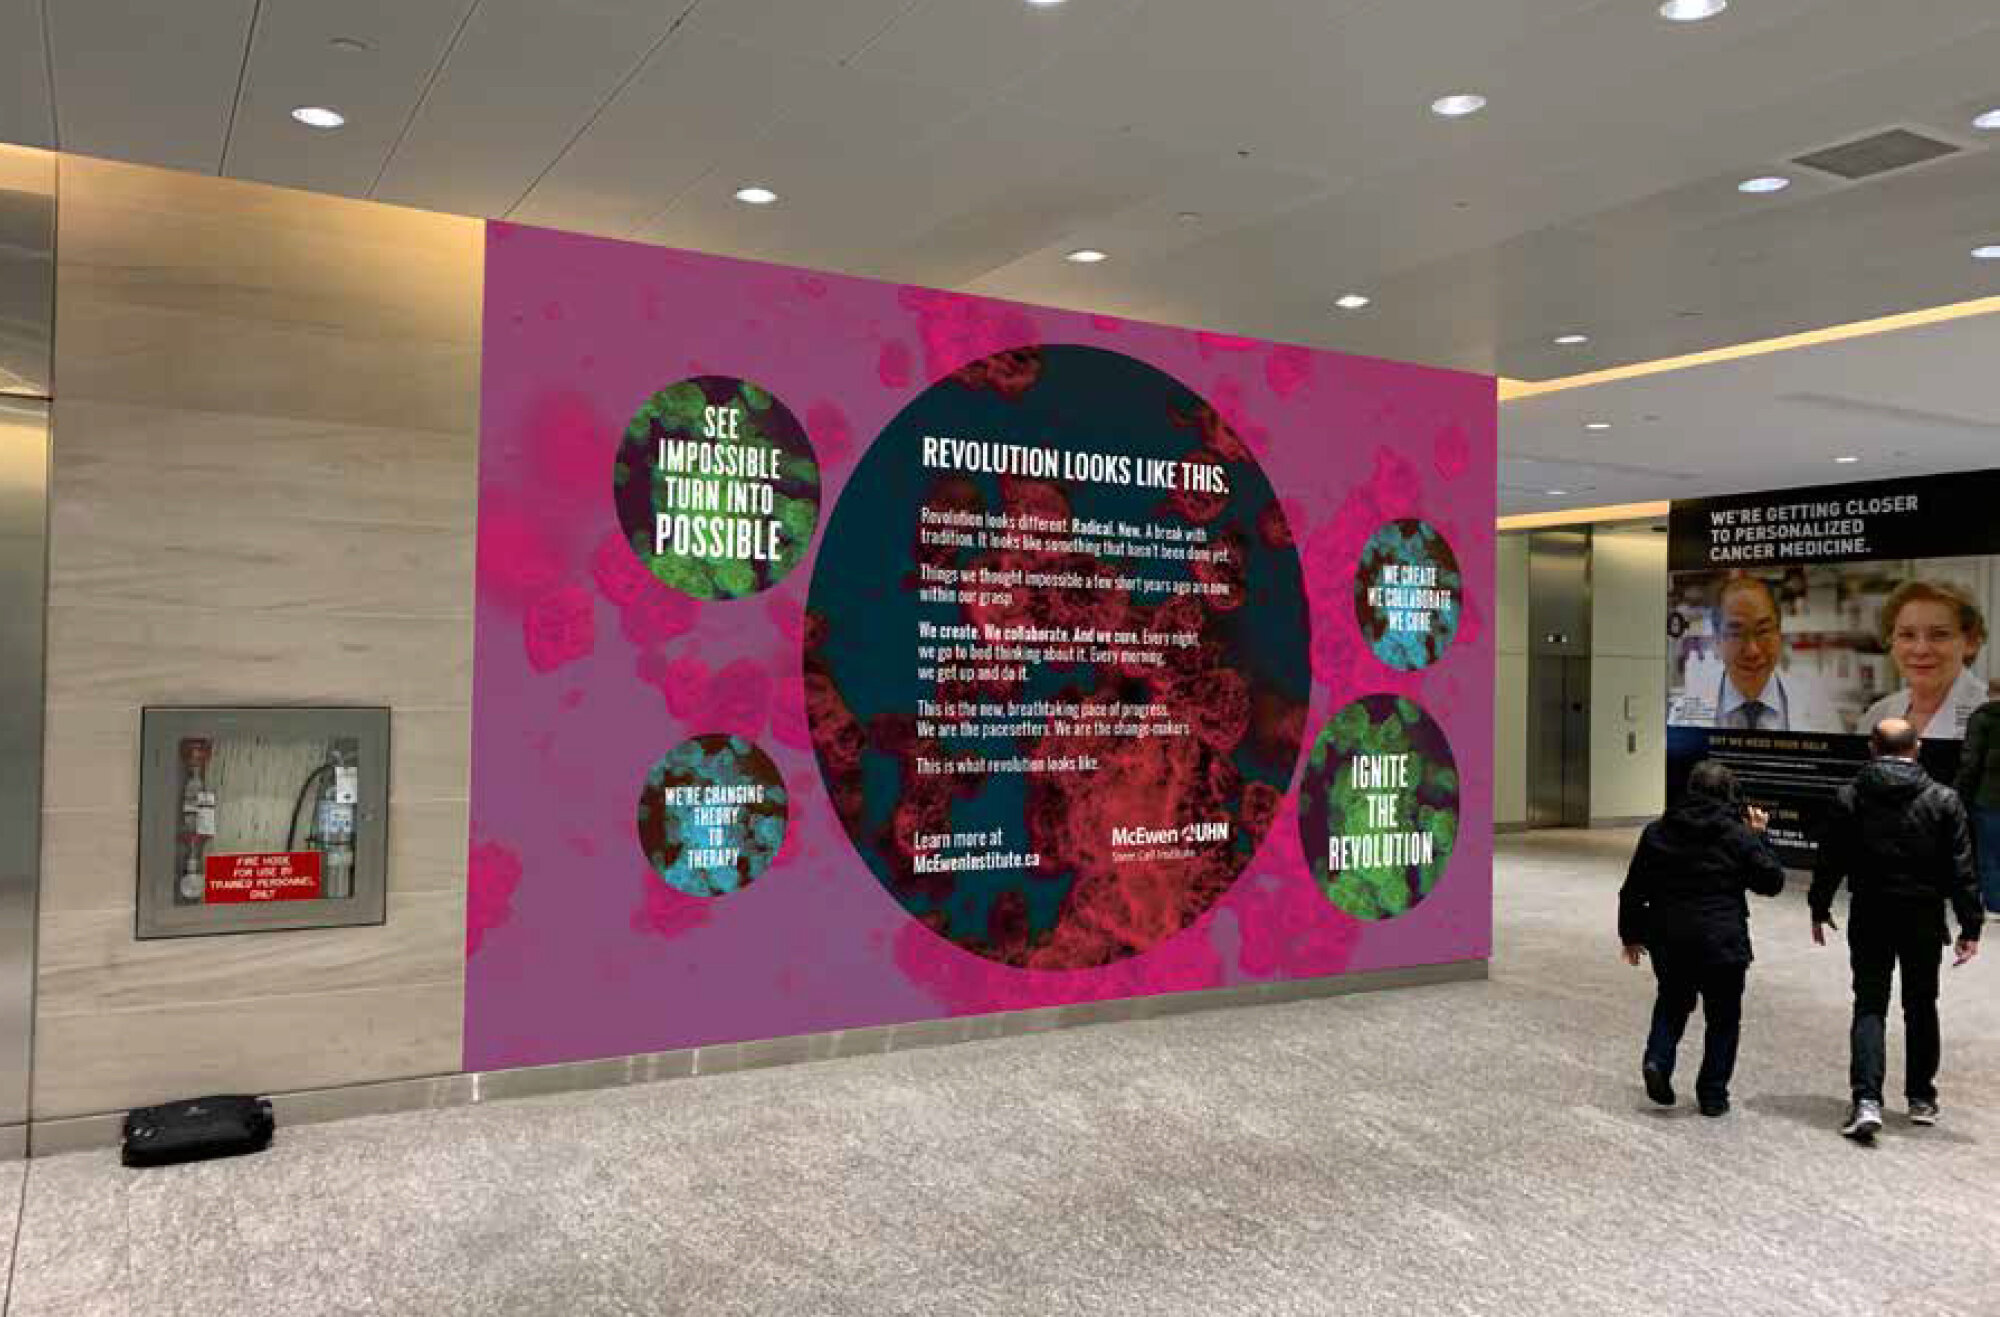 SEE
IMPOSSIBLE
TURN INTO
POSSIBLE
WE'RE CHANGING
THEORY
TO
THERAPY
REVOLUTION LOOKS LIKE THIS.
Revolution looks different. Radical. New. A break with
tradition. It looks like something that hasn't been done yet.
Things we thought impossible a few short years ago are now
within our grasp.
We create. We collaborate. And we cure. Every night,
we go to bed thinking about it. Every morning,
we get up and do it.
This is the new, breathtaking pace of progress.
We are the pacesetters. We are the change-makers.
This is what revolution looks like.
Learn more at
McEwenInstitute.ca
McEwen UHN
Stem Cell Institute
WE CREATE
WE COLLABORATE
WE CURE
IGNITE
THE
REVOLUTION
FIRE HOSE
FOR USE BY
TRAINED PERSONNEL
ONLY
WE'RE GETTING CLOSER
TO PERSONALIZED
CANCER MEDICINE.
BUT WE NEED YOUR HELP.